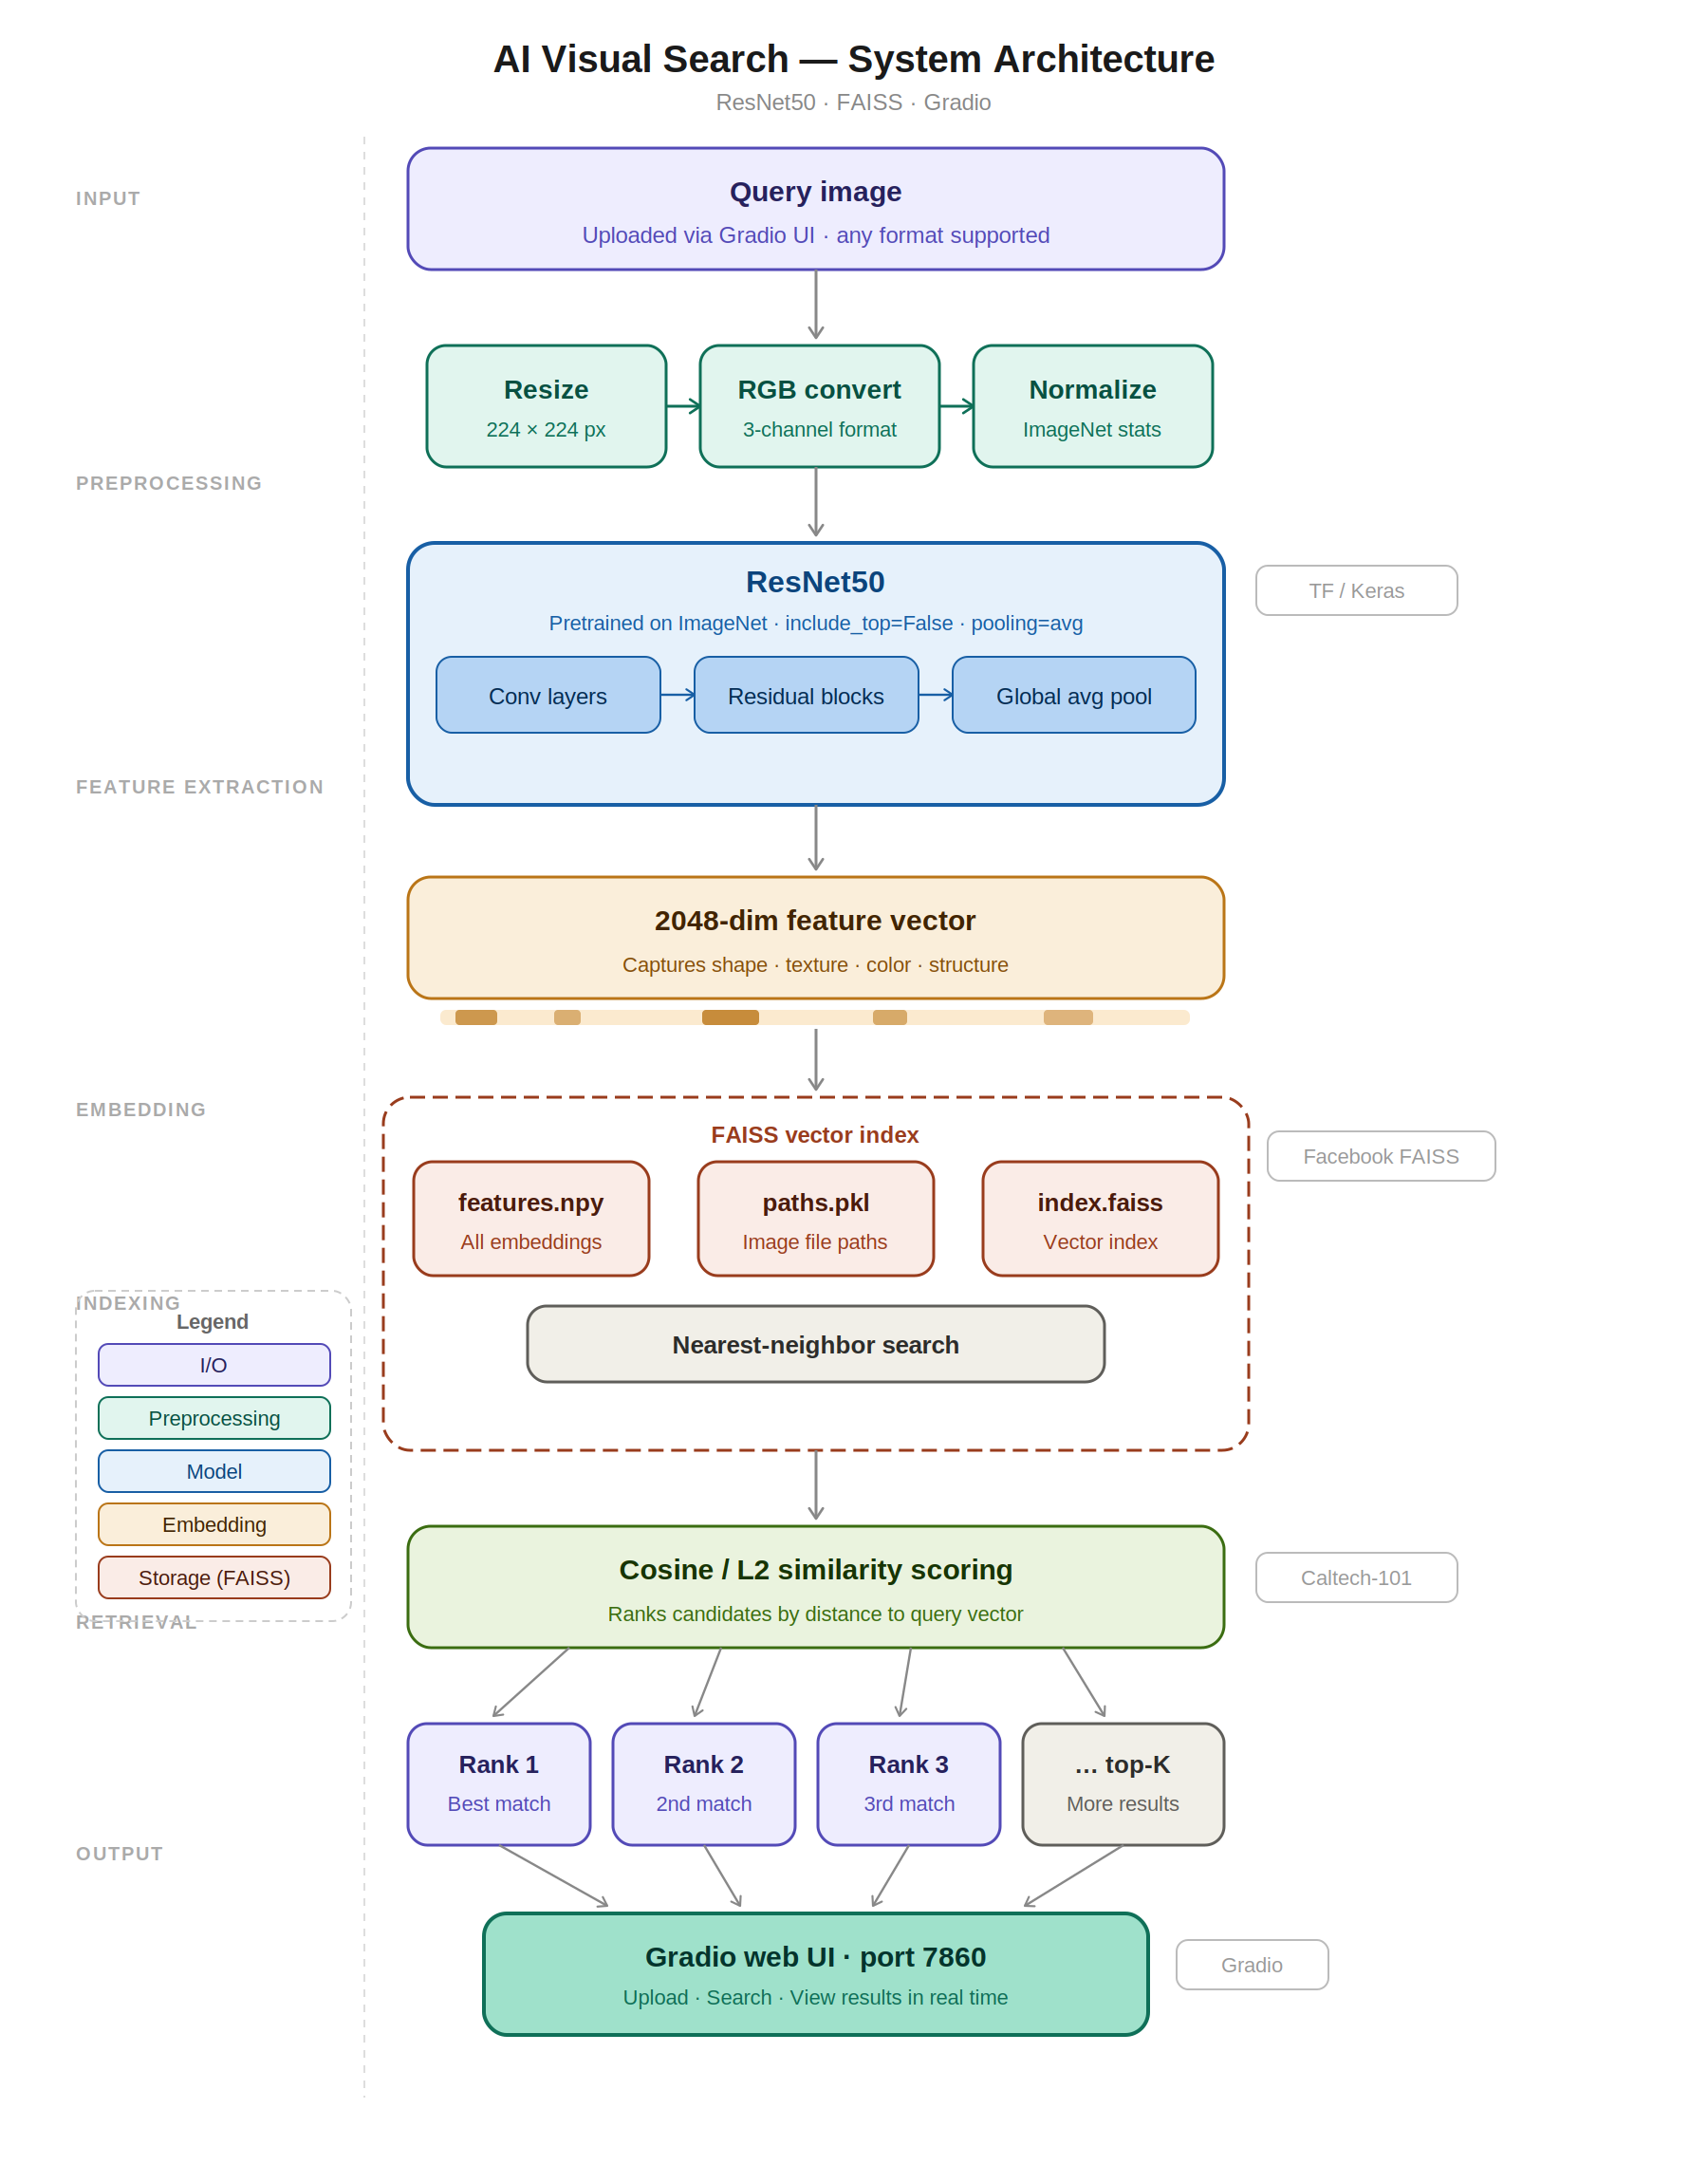 AI Visual Search — System Architecture
ResNet50 · FAISS · Gradio
INPUT
Query image
Uploaded via Gradio UI · any format supported
Resize
224 × 224 px
RGB convert
3-channel format
Normalize
ImageNet stats
PREPROCESSING
ResNet50
Pretrained on ImageNet · include_top=False · pooling=avg
TF / Keras
Conv layers
Residual blocks
Global avg pool
FEATURE EXTRACTION
2048-dim feature vector
Captures shape · texture · color · structure
EMBEDDING
FAISS vector index
Facebook FAISS
features.npy
All embeddings
paths.pkl
Image file paths
index.faiss
Vector index
INDEXING
Nearest-neighbor search
Legend
I/O
Preprocessing
Model
Embedding
Storage (FAISS)
RETRIEVAL
Cosine / L2 similarity scoring
Ranks candidates by distance to query vector
Caltech-101
Rank 1
Best match
Rank 2
2nd match
Rank 3
3rd match
... top-K
More results
OUTPUT
Gradio web UI · port 7860
Upload · Search · View results in real time
Gradio